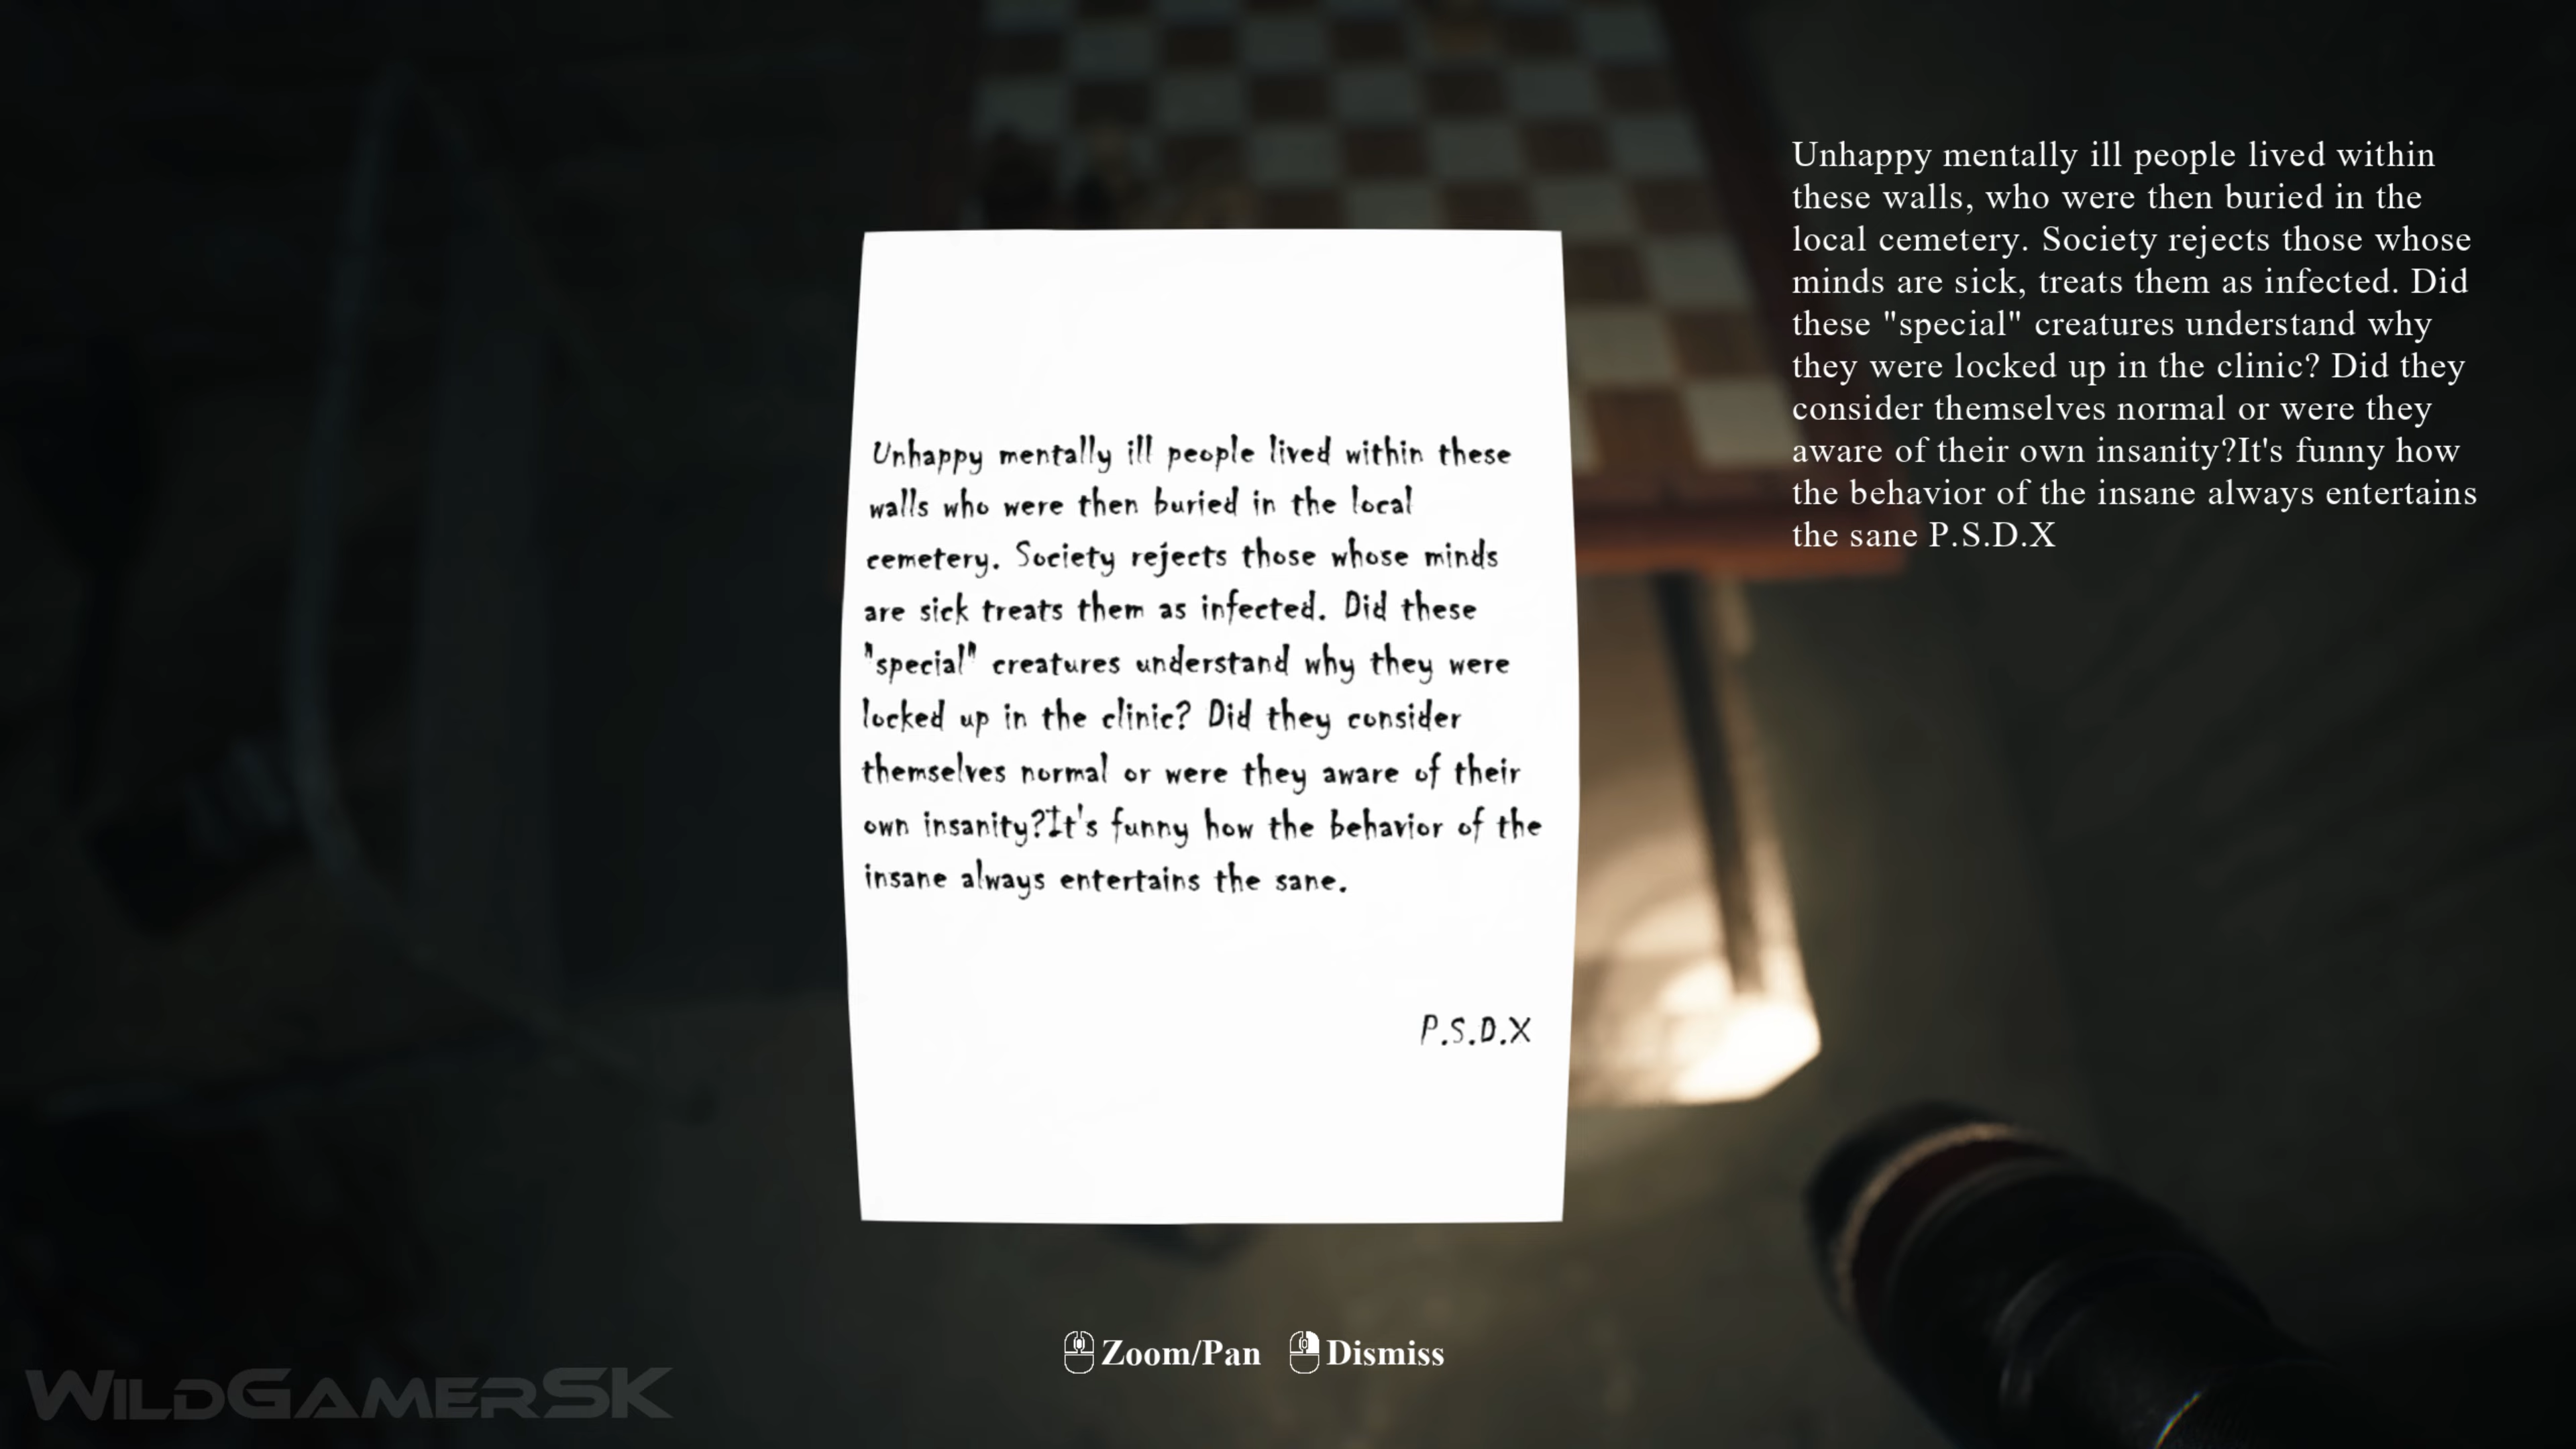 Unhappy mentally ill people lived within these
walls who were then buried in the local
cemetery. Society rejects those whose minds
are sick treats them as infected. Did these
"special" creatures understand why they were
locked up in the clinic? Did they consider
themselves normal or were they aware of their
own insanity?It's funny how the behavior of the
insane always entertains the sane.
P.S.D.X
Unhappy mentally ill people lived within
these walls, who were then buried in the
local cemetery. Society rejects those whose
minds are sick, treats them as infected. Did
these "special" creatures understand why
they were locked up in the clinic? Did they
consider themselves normal or were they
aware of their own insanity?It's funny how
the behavior of the insane always entertains
the sane P.S.D.X
Zoom/Pan Dismiss
WildGamerSK